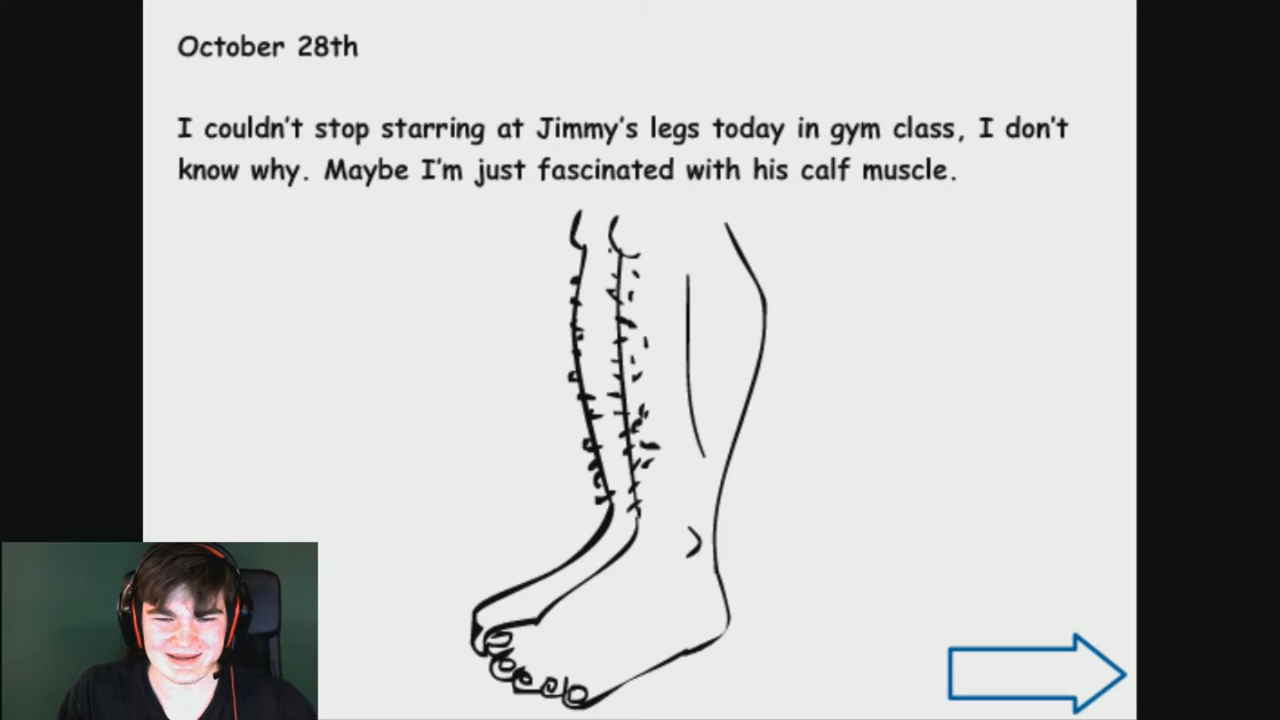 October 28th
I couldn't stop starring at Jimmy's legs today in gym class, I don't
know why. Maybe I'm just fascinated with his calf muscle.